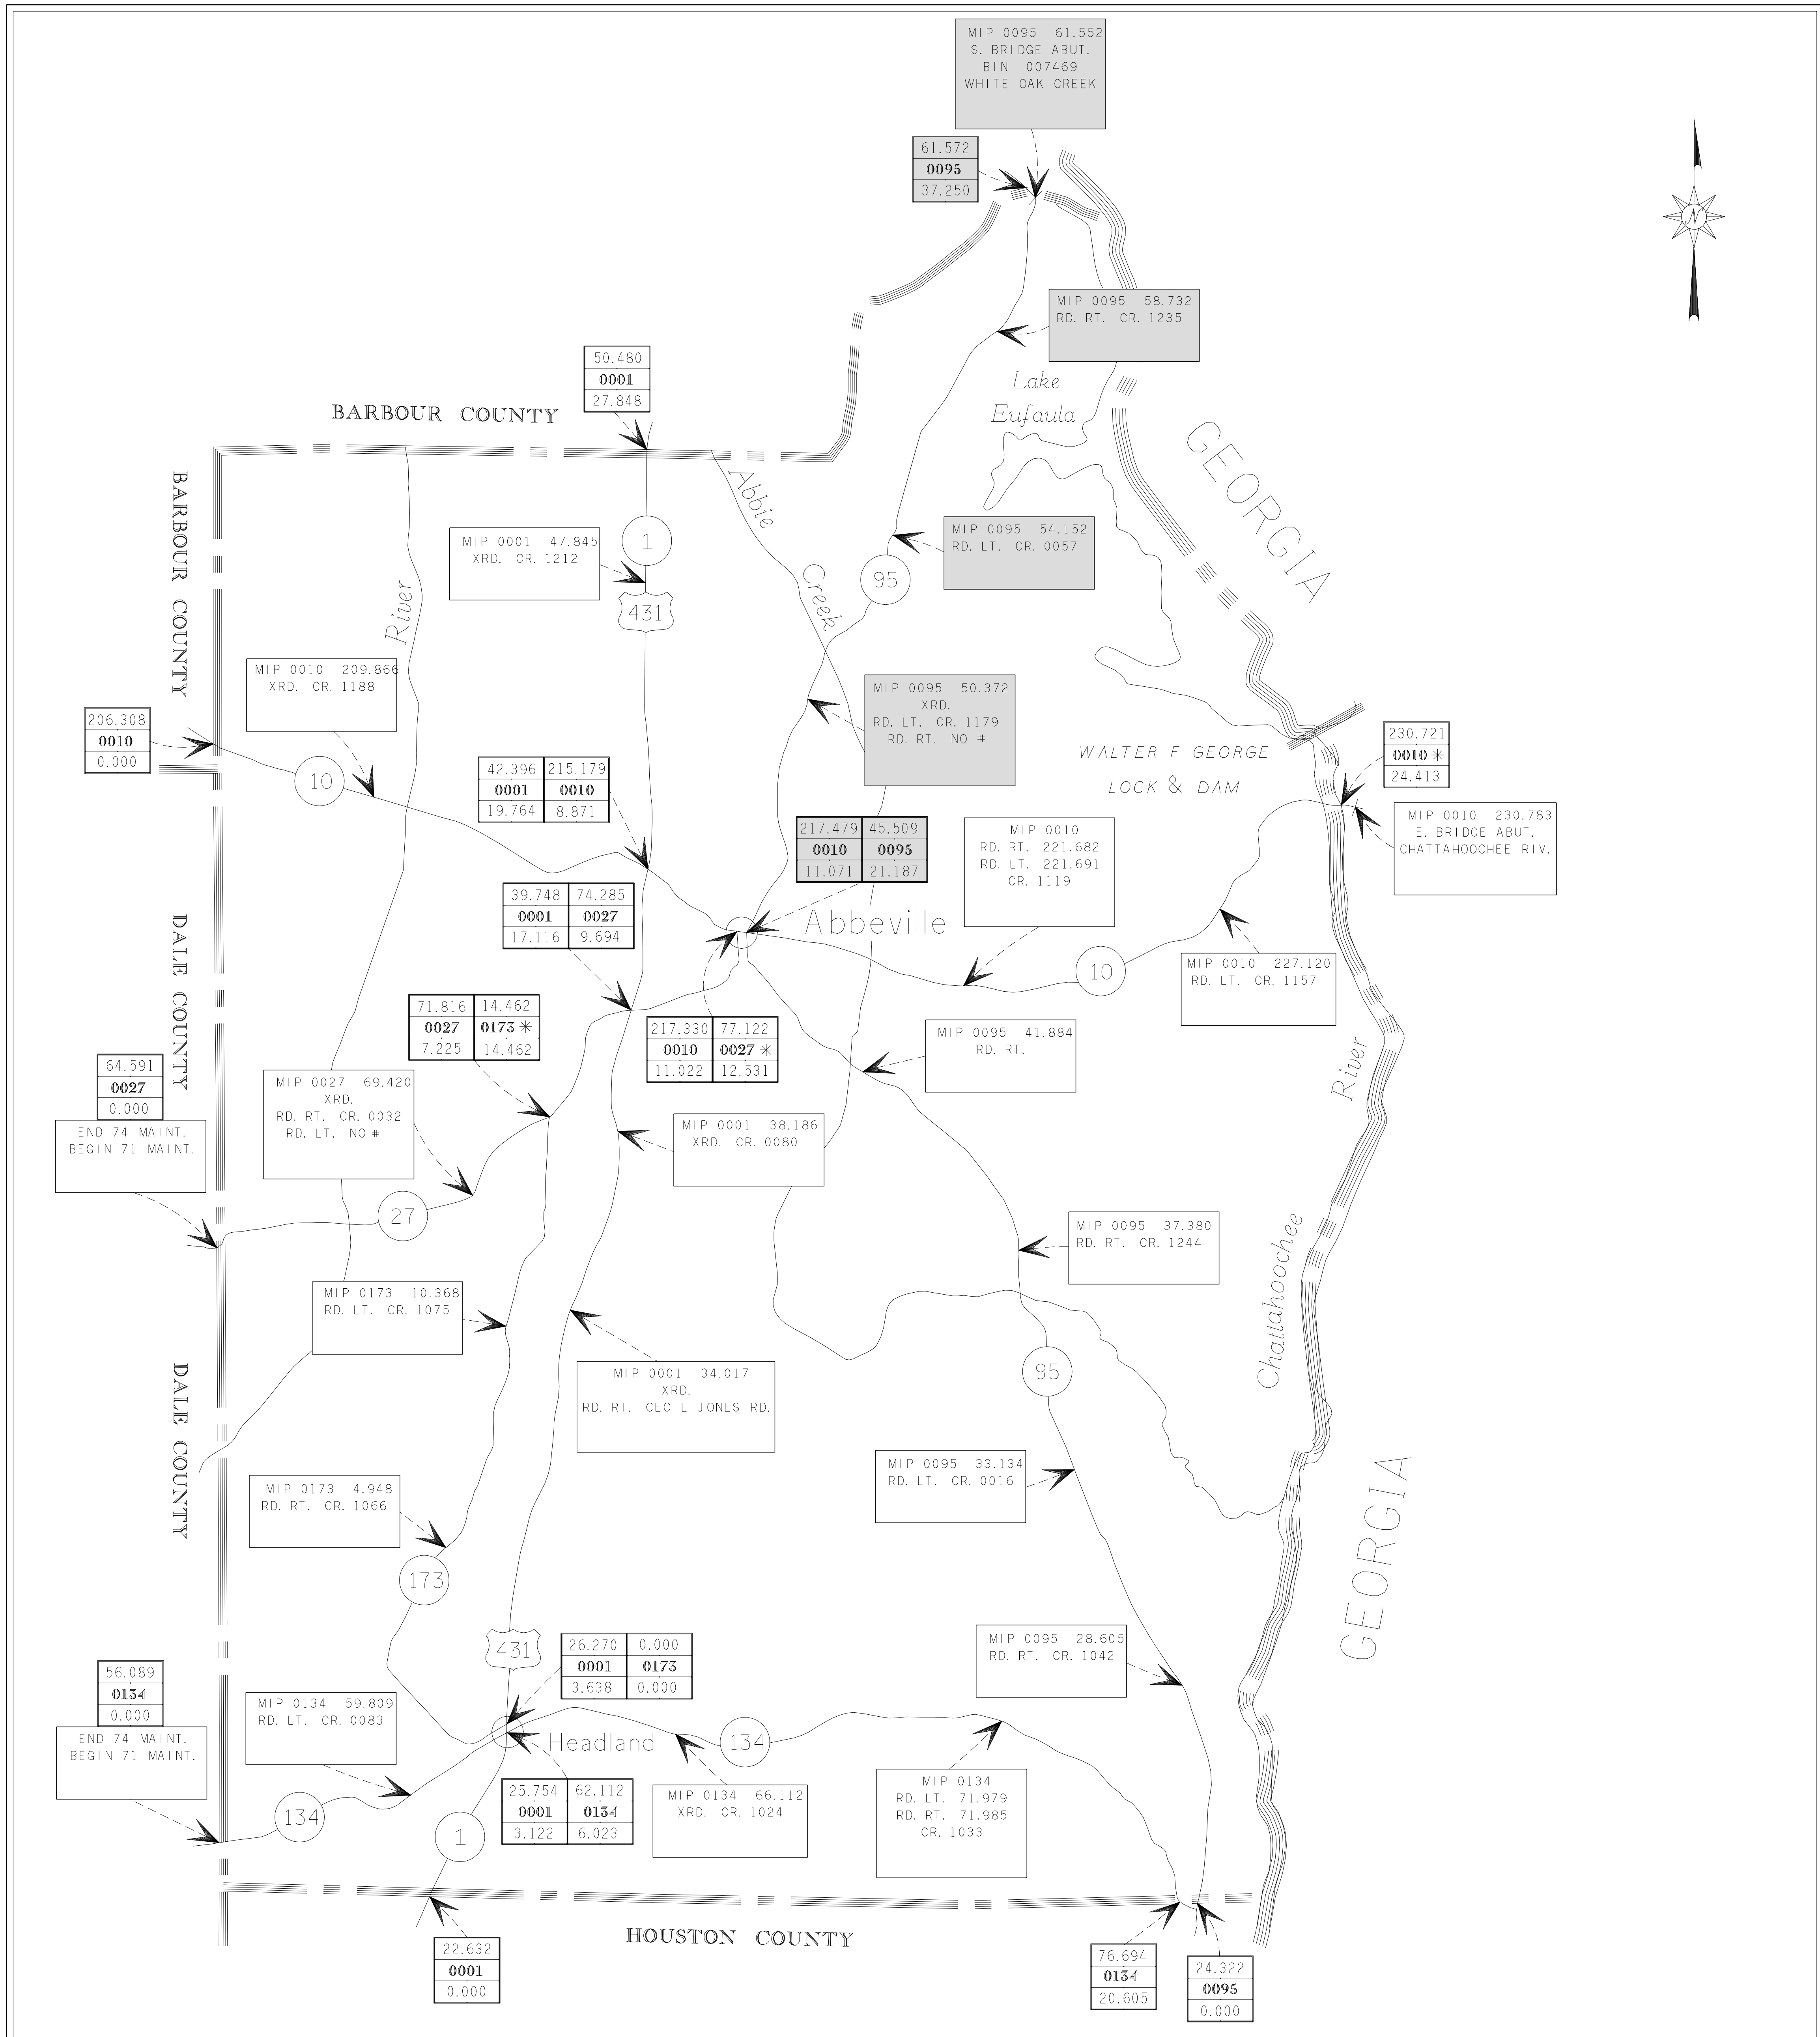 MIP 0095 61.552
S. BRIDGE ABUT.
BIN 007469
WHITE OAK CREEK
61.572
0095
37.250
N
MIP 0095 58.732
RD. RT. CR. 1235
50.480
0001
27.848
Lake
Eufaula
BARBOUR COUNTY
GEORGIA
BARBOUR COUNTY
Abbie
Creek
River
MIP 0001 47.845
XRD. CR. 1212
1
431
MIP 0095 54.152
RD. LT. CR. 0057
95
MIP 0010 209.866
XRD. CR. 1188
MIP 0095 50.372
XRD.
RD. LT. CR. 1179
RD. RT. NO #
206.308
0010
0.000
10
WALTER F GEORGE
LOCK & DAM
230.721
0010 *
24.413
42.396 215.179
0001 0010
19.764 8.871
MIP 0010 230.783
E. BRIDGE ABUT.
CHATTAHOOCHEE RIV.
217.479 45.509
0010 0095
11.071 21.187
MIP 0010
RD. RT. 221.682
RD. LT. 221.691
CR. 1119
39.748 74.285
0001 0027
17.116 9.694
Abbeville
DALE COUNTY
10
MIP 0010 227.120
RD. LT. CR. 1157
71.816 14.462
0027 0173 *
7.225 14.462
217.330 77.122
0010 0027 *
11.022 12.531
MIP 0095 41.884
RD. RT.
River
64.591
0027
0.000
END 74 MAINT.
BEGIN 71 MAINT.
MIP 0027 69.420
XRD.
RD. RT. CR. 0032
RD. LT. NO #
MIP 0001 38.186
XRD. CR. 0080
27
MIP 0095 37.380
RD. RT. CR. 1244
Chattahoochee
MIP 0173 10.368
RD. LT. CR. 1075
DALE COUNTY
MIP 0001 34.017
XRD.
RD. RT. CECIL JONES RD.
95
MIP 0095 33.134
RD. LT. CR. 0016
MIP 0173 4.948
RD. RT. CR. 1066
GEORGIA
173
431
26.270 0.000
0001 0173
3.638 0.000
MIP 0095 28.605
RD. RT. CR. 1042
56.089
0134
0.000
END 74 MAINT.
BEGIN 71 MAINT.
MIP 0134 59.809
RD. LT. CR. 0083
Headland
134
25.754 62.112
0001 0134
3.122 6.023
MIP 0134 66.112
XRD. CR. 1024
MIP 0134
RD. LT. 71.979
RD. RT. 71.985
CR. 1033
134
1
HOUSTON COUNTY
22.632
0001
0.000
76.694
0134
20.605
24.322
0095
0.000